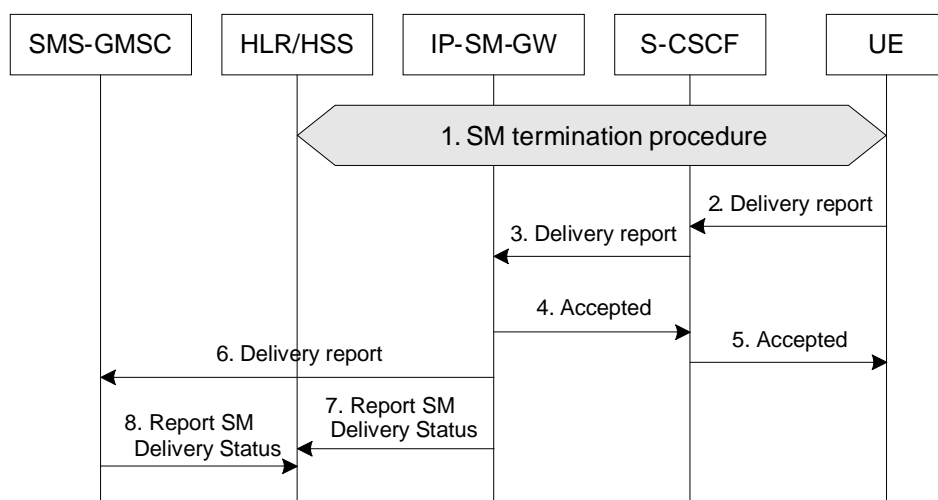 SMS-GMSC
HLR/HSS
IP-SM-GW
S-CSCF
UE
1. SM termination procedure
2. Delivery report
3. Delivery report
4. Accepted
5. Accepted
6. Delivery report
7. Report SM
Delivery Status
8. Report SM
Delivery Status